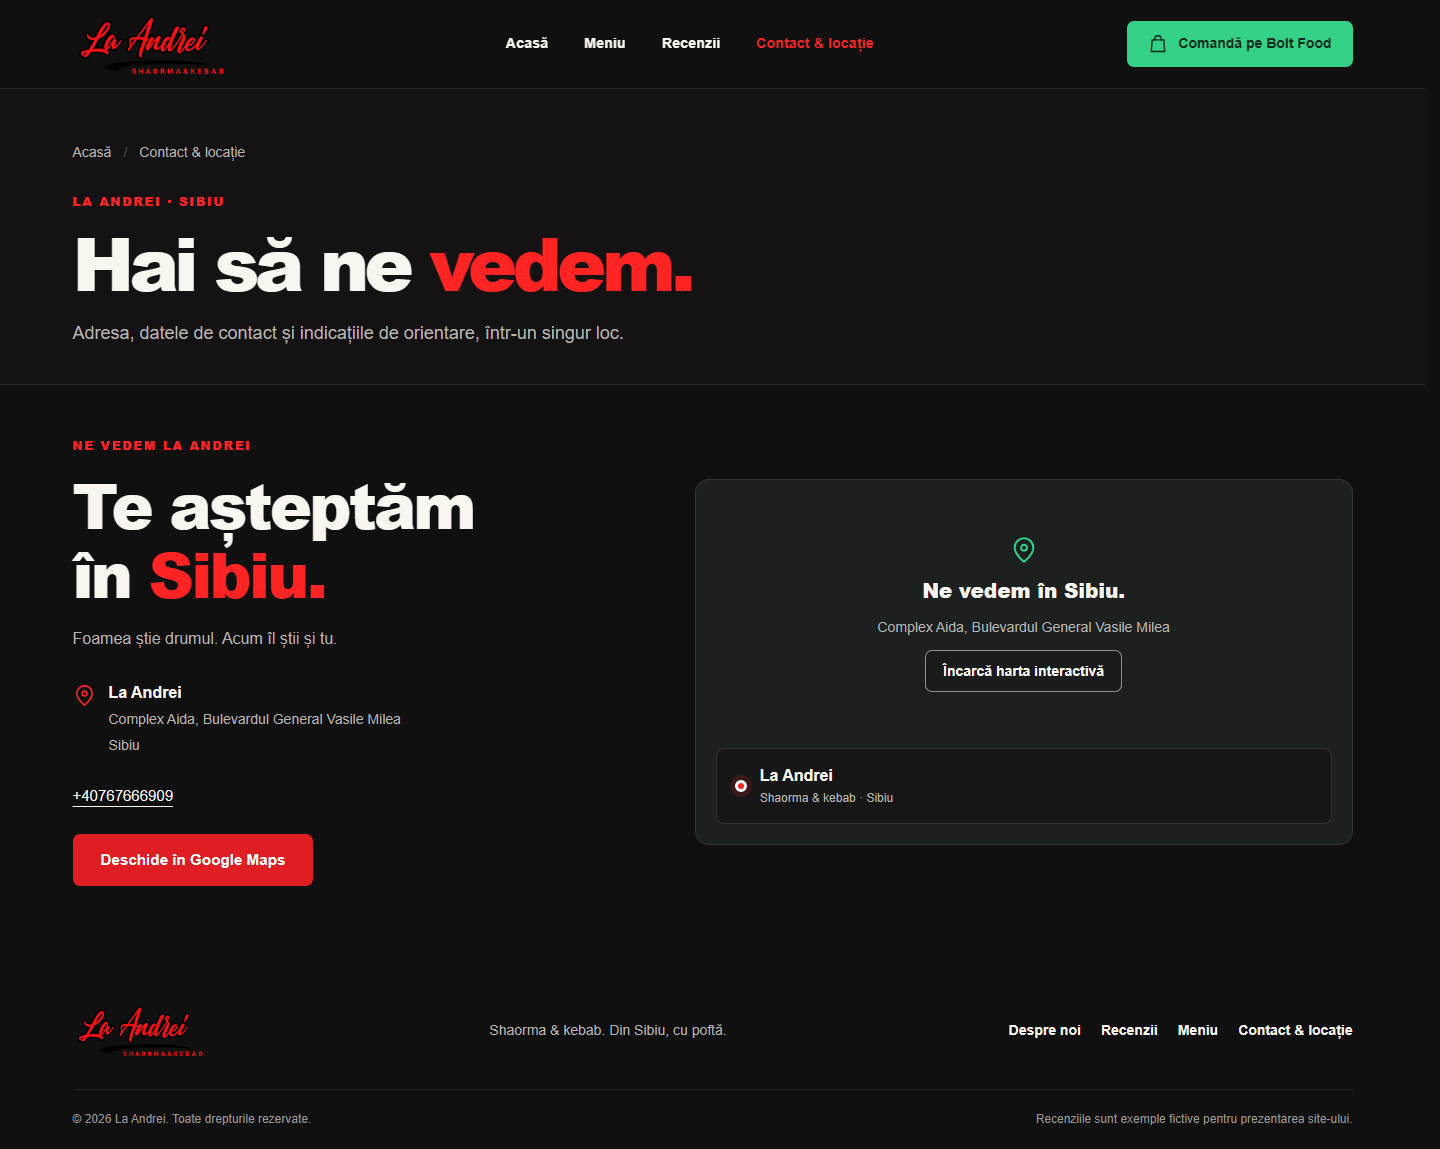 La Andrei
SHAORMA&KEBAB
Acasă
Meniu
Recenzii
Contact & locație
Comandă pe Bolt Food
Acasă / Contact & locație
LA ANDREI · SIBIU
Hai să ne vedem.
Adresa, datele de contact și indicațiile de orientare, într-un singur loc.
NE VEDEM LA ANDREI
Te așteptăm
în Sibiu.
Foamea știe drumul. Acum îl știi și tu.
La Andrei
Complex Aida, Bulevardul General Vasile Milea
Sibiu
+40767666909
Deschide în Google Maps
Ne vedem în Sibiu.
Complex Aida, Bulevardul General Vasile Milea
Încarcă harta interactivă
La Andrei
Shaorma & kebab · Sibiu
La Andrei
SHAORMA&KEBAB
Shaorma & kebab. Din Sibiu, cu poftă.
Despre noi
Recenzii
Meniu
Contact & locație
© 2026 La Andrei. Toate drepturile rezervate.
Recenziile sunt exemple fictive pentru prezentarea site-ului.